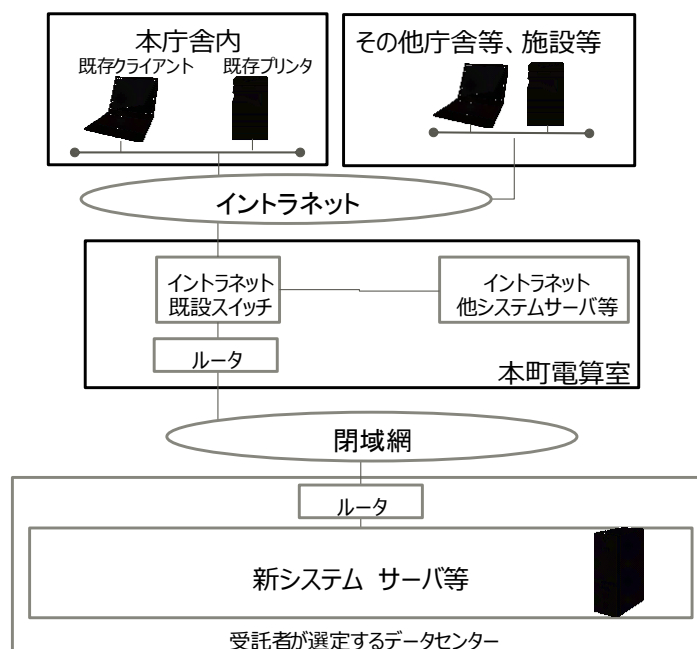 本庁舎内
既存クライアント 既存プリンタ
その他庁舎等、施設等
イントラネット
イントラネット
既設スイッチ
イントラネット
他システムサーバ等
ルータ
本町電算室
閉域網
ルータ
新システム サーバ等
受託者が選定するデータセンター